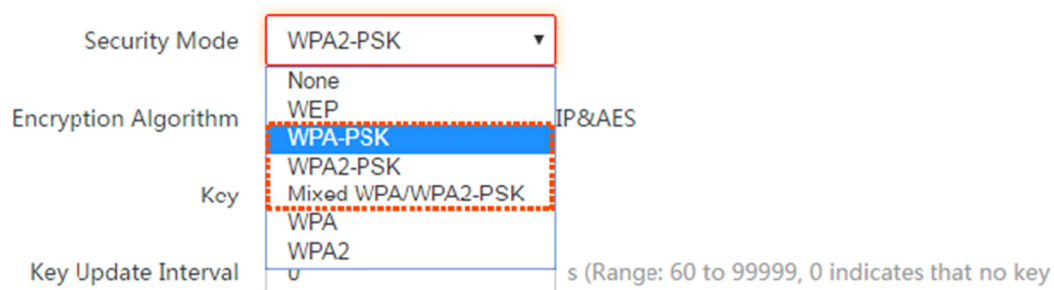 Security Mode WPA2-PSK
None
Encryption Algorithm WEP IP&AES
WPA-PSK
WPA2-PSK
Key Mixed WPA/WPA2-PSK
WPA
WPA2
Key Update Interval 0 s (Range: 60 to 99999, 0 indicates that no key